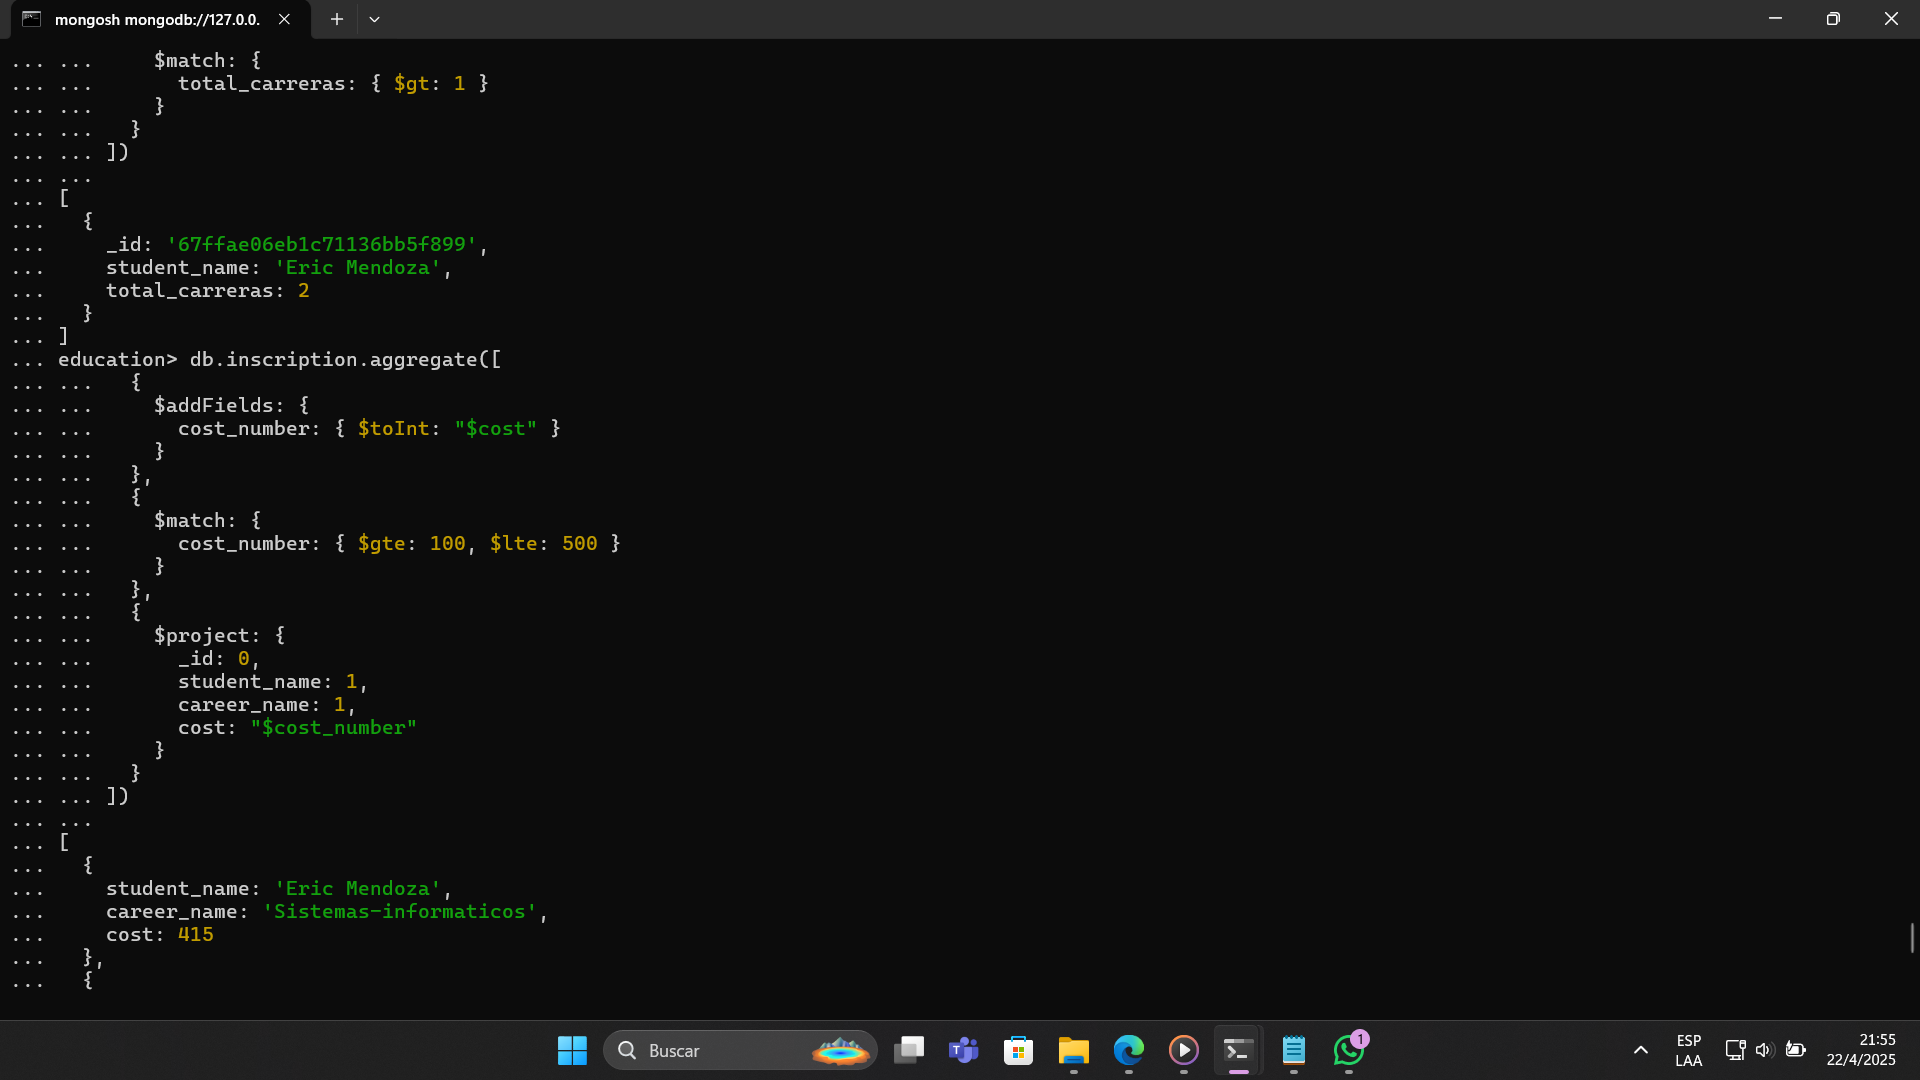 mongosh mongodb://127.0.0.
... ...     $match: {
... ...       total_carreras: { $gt: 1 }
... ...     }
... ...   }
... ... ])
... ...
... [
...   {
...     _id: '67ffae06eb1c71136bb5f899',
...     student_name: 'Eric Mendoza',
...     total_carreras: 2
...   }
... ]
... education> db.inscription.aggregate([
... ...   {
... ...     $addFields: {
... ...       cost_number: { $toInt: "$cost" }
... ...     }
... ...   },
... ...   {
... ...     $match: {
... ...       cost_number: { $gte: 100, $lte: 500 }
... ...     }
... ...   },
... ...   {
... ...     $project: {
... ...       _id: 0,
... ...       student_name: 1,
... ...       career_name: 1,
... ...       cost: "$cost_number"
... ...     }
... ...   }
... ... ])
... ...
... [
...   {
...     student_name: 'Eric Mendoza',
...     career_name: 'Sistemas-informaticos',
...     cost: 415
...   },
...   {
Buscar
1
ESP
LAA
21:55
22/4/2025